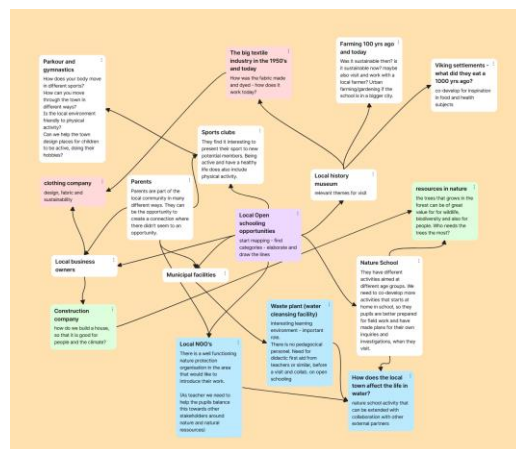 Parkour and
gymnastics
How does your body move
in different sports?
How can you move
through the town is
different ways?
Is the local environment
friendly to physical
activity?
Can we help the town
design places for children
to be active, doing their
hobbies?
The big textile
industry in the 1950's
and today
How was the fabric made
and dyed - how does it
work today?
Farming 100 yrs ago
and today
Was it sustainable then? Is
it sustainable now? maybe
also visit and work with a
local farmer? Urban
farming/gardening if the
school is in a bigger city.
Viking settlements -
what did they eat a
1000 yrs ago?
co-develop for inspiration
in food and health
subjects
Sports clubs
They find it interesting to
present their sport to new
potential members. Being
active and have a healthy
life does also include
physical activity.
clothing company
design, fabric and
sustainability
Parents
Parents are part of the
local community in many
different ways. They can
be the opportunity to
create a connection where
there didn't seem to an
opportunity.
Local history
museum
relevant themes for visit
resources in nature
the trees that grows in the
forest can be of great
value for for wildlife,
biodiversity and also for
people. Who needs the
trees the most?
Local Open
schooling
opportunities
start mapping - find
categories - elaborate and
draw the lines
Local business
owners
Municipal facilities
Nature School
They have different
activities aimed at
different age groups. We
need to co-develop more
activities that starts at
home in school, so they
pupils are better prepared
for field work and have
made plans for their own
inquiries and
investigations, when they
visit.
Construction
company
how do we build a house,
so that it is good for
people and the climate?
Waste plant (water
cleansing facility)
Interesting learning
environment - important
role.
There is no pedagogical
personel. Need for
didactic first aid from
teachers or similar, before
a visit and collab. on open
schooling
Local NGO's
There is a well functioning
nature protection
organisation in the area
that would like to
introduce their work.
(As teacher we need to
help the pupils balance
this towards other
stakeholders around
nature and natural
ressources)
How does the local
town affect the life in
water?
nature school activity that
can be extended with
collaboration with other
external partners